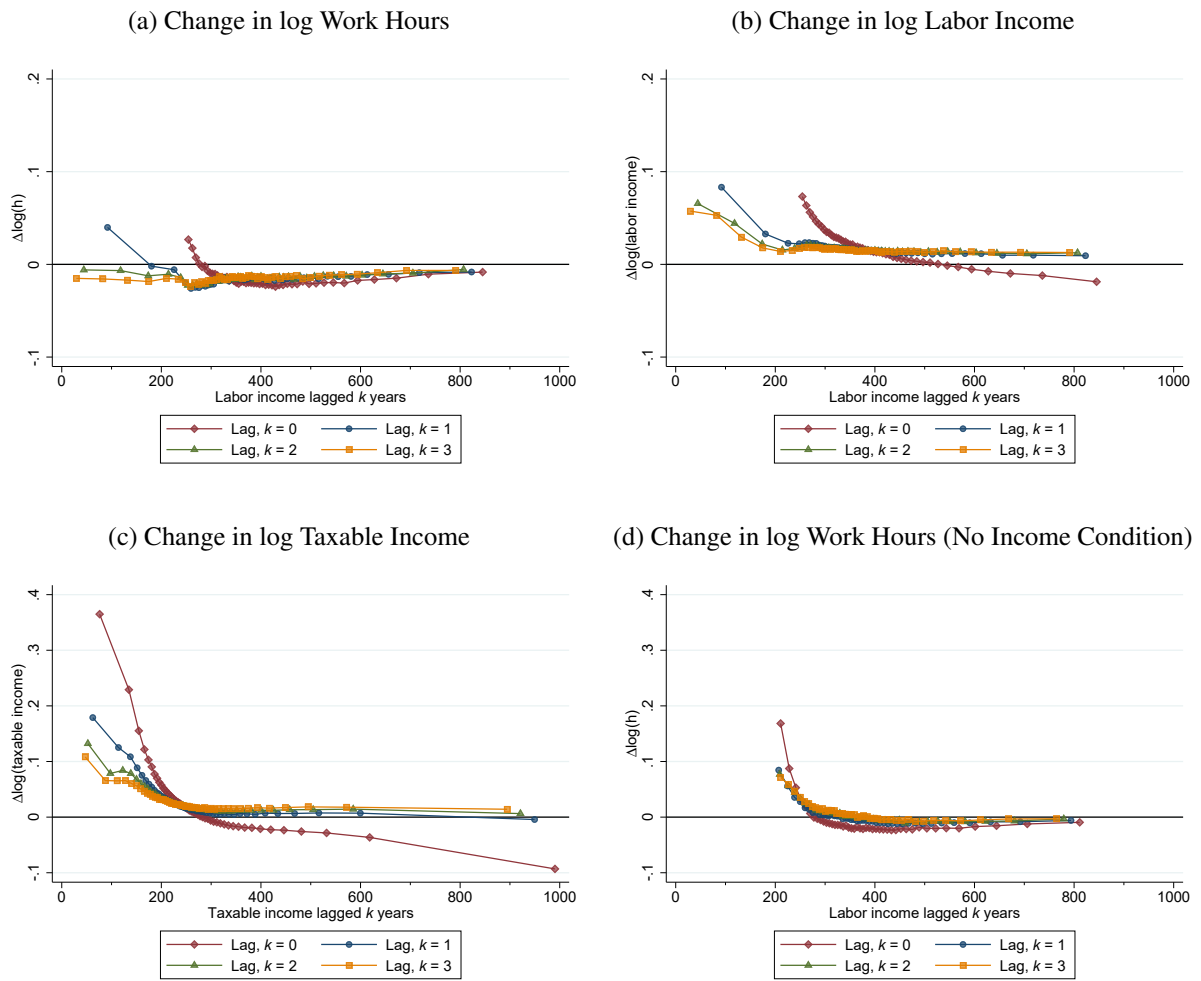 (a) Change in log Work Hours
Δlog(h)
.2
.1
0
-.1
0 200 400 600 800 1000
Labor income lagged k years
Lag, k = 0 Lag, k = 1
Lag, k = 2 Lag, k = 3
(b) Change in log Labor Income
Δlog(labor income)
.2
.1
0
-.1
0 200 400 600 800 1000
Labor income lagged k years
Lag, k = 0 Lag, k = 1
Lag, k = 2 Lag, k = 3
(c) Change in log Taxable Income
Δlog(taxable income)
.4
.3
.2
.1
0
-.1
0 200 400 600 800 1000
Taxable income lagged k years
Lag, k = 0 Lag, k = 1
Lag, k = 2 Lag, k = 3
(d) Change in log Work Hours (No Income Condition)
Δlog(h)
.4
.3
.2
.1
0
-.1
0 200 400 600 800 1000
Labor income lagged k years
Lag, k = 0 Lag, k = 1
Lag, k = 2 Lag, k = 3